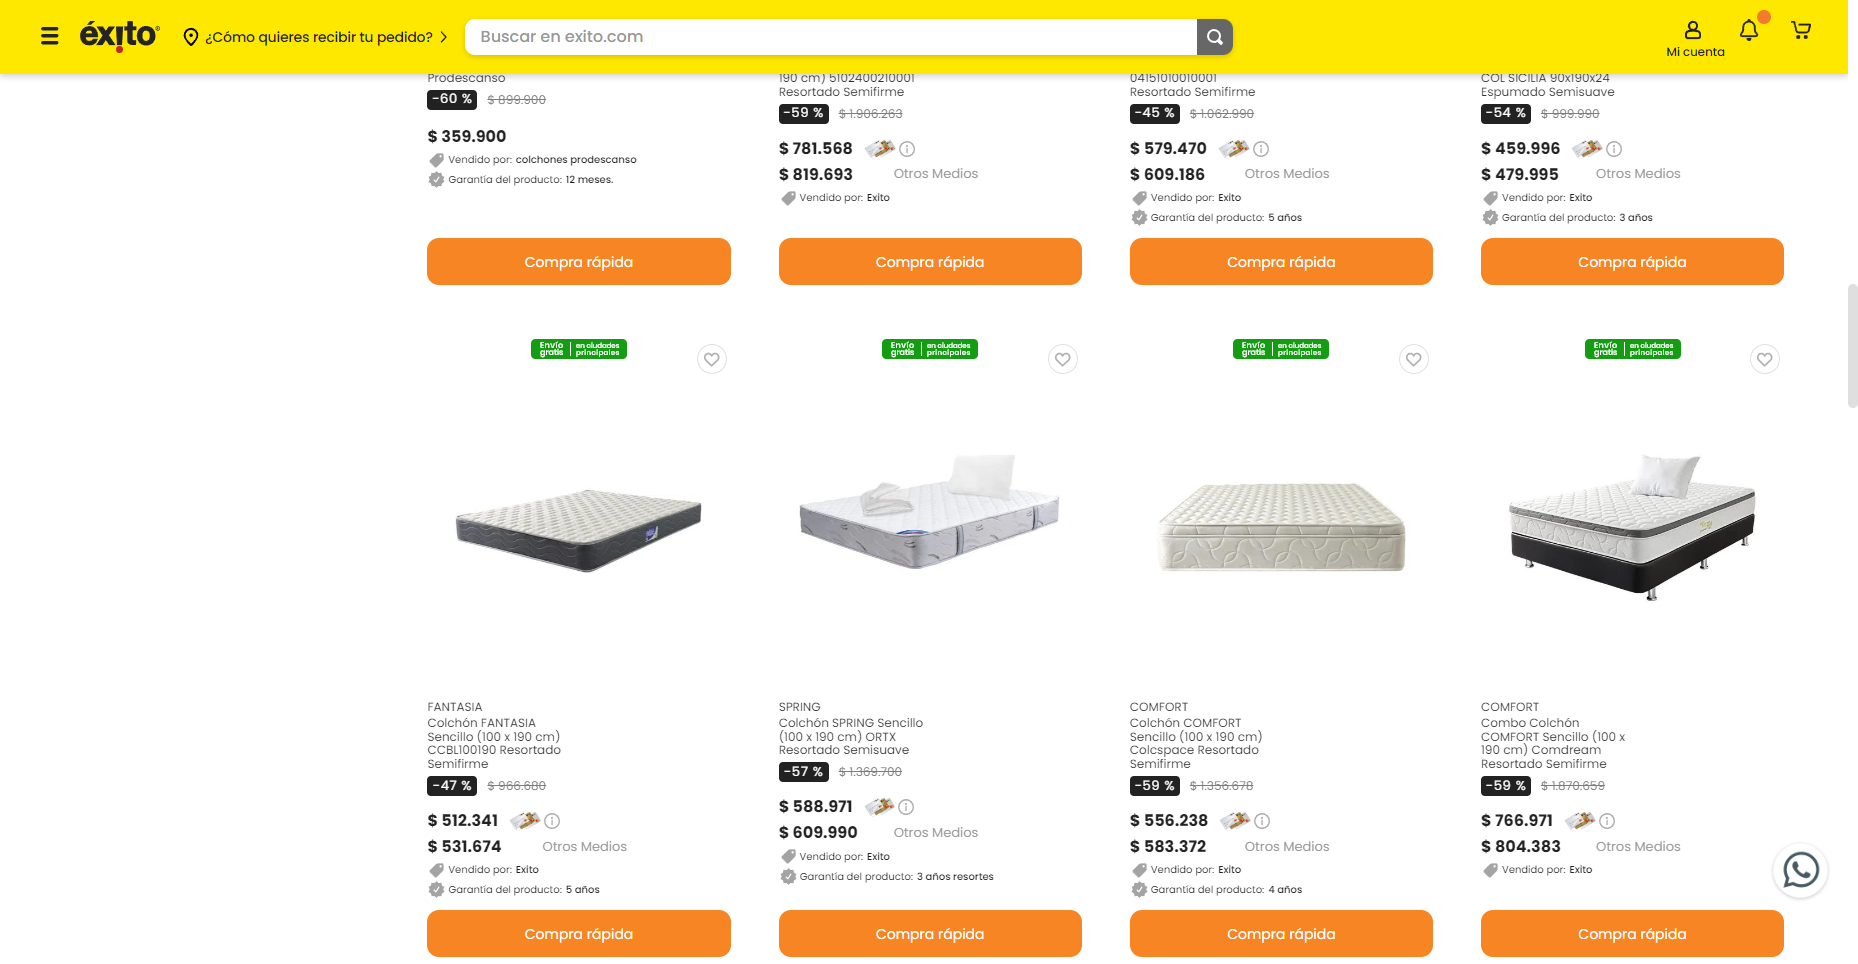 éxito
¿Cómo quieres recibir tu pedido?
Buscar en exito.com
Mi cuenta
Prodescanso
-60 % $ 899.900
$ 359.900
Vendido por: colchones prodescanso
Garantía del producto: 12 meses.
Compra rápida
190 cm) 5102400210001
Resortado Semifirme
-59 % $ 1.906.263
$ 781.568
$ 819.693 Otros Medios
Vendido por: Exito
Compra rápida
04151010010001
Resortado Semifirme
-45 % $ 1.062.990
$ 579.470
$ 609.186 Otros Medios
Vendido por: Exito
Garantía del producto: 5 años
Compra rápida
COL SICILIA 90x190x24
Espumado Semisuave
-54 % $ 999.990
$ 459.996
$ 479.995 Otros Medios
Vendido por: Exito
Garantía del producto: 3 años
Compra rápida
Envío gratis en ciudades principales
FANTASIA
Colchón FANTASIA
Sencillo (100 x 190 cm)
CCBL100190 Resortado
Semifirme
-47 % $ 966.680
$ 512.341
$ 531.674 Otros Medios
Vendido por: Exito
Garantía del producto: 5 años
Compra rápida
Envío gratis en ciudades principales
SPRING
Colchón SPRING Sencillo
(100 x 190 cm) ORTX
Resortado Semisuave
-57 % $ 1.369.700
$ 588.971
$ 609.990 Otros Medios
Vendido por: Exito
Garantía del producto: 3 años resortes
Compra rápida
Envío gratis en ciudades principales
COMFORT
Colchón COMFORT
Sencillo (100 x 190 cm)
Colcspace Resortado
Semifirme
-59 % $ 1.356.678
$ 556.238
$ 583.372 Otros Medios
Vendido por: Exito
Garantía del producto: 4 años
Compra rápida
Envío gratis en ciudades principales
COMFORT
Combo Colchón
COMFORT Sencillo (100 x
190 cm) Comdream
Resortado Semifirme
-59 % $ 1.870.659
$ 766.971
$ 804.383 Otros Medios
Vendido por: Exito
Compra rápida